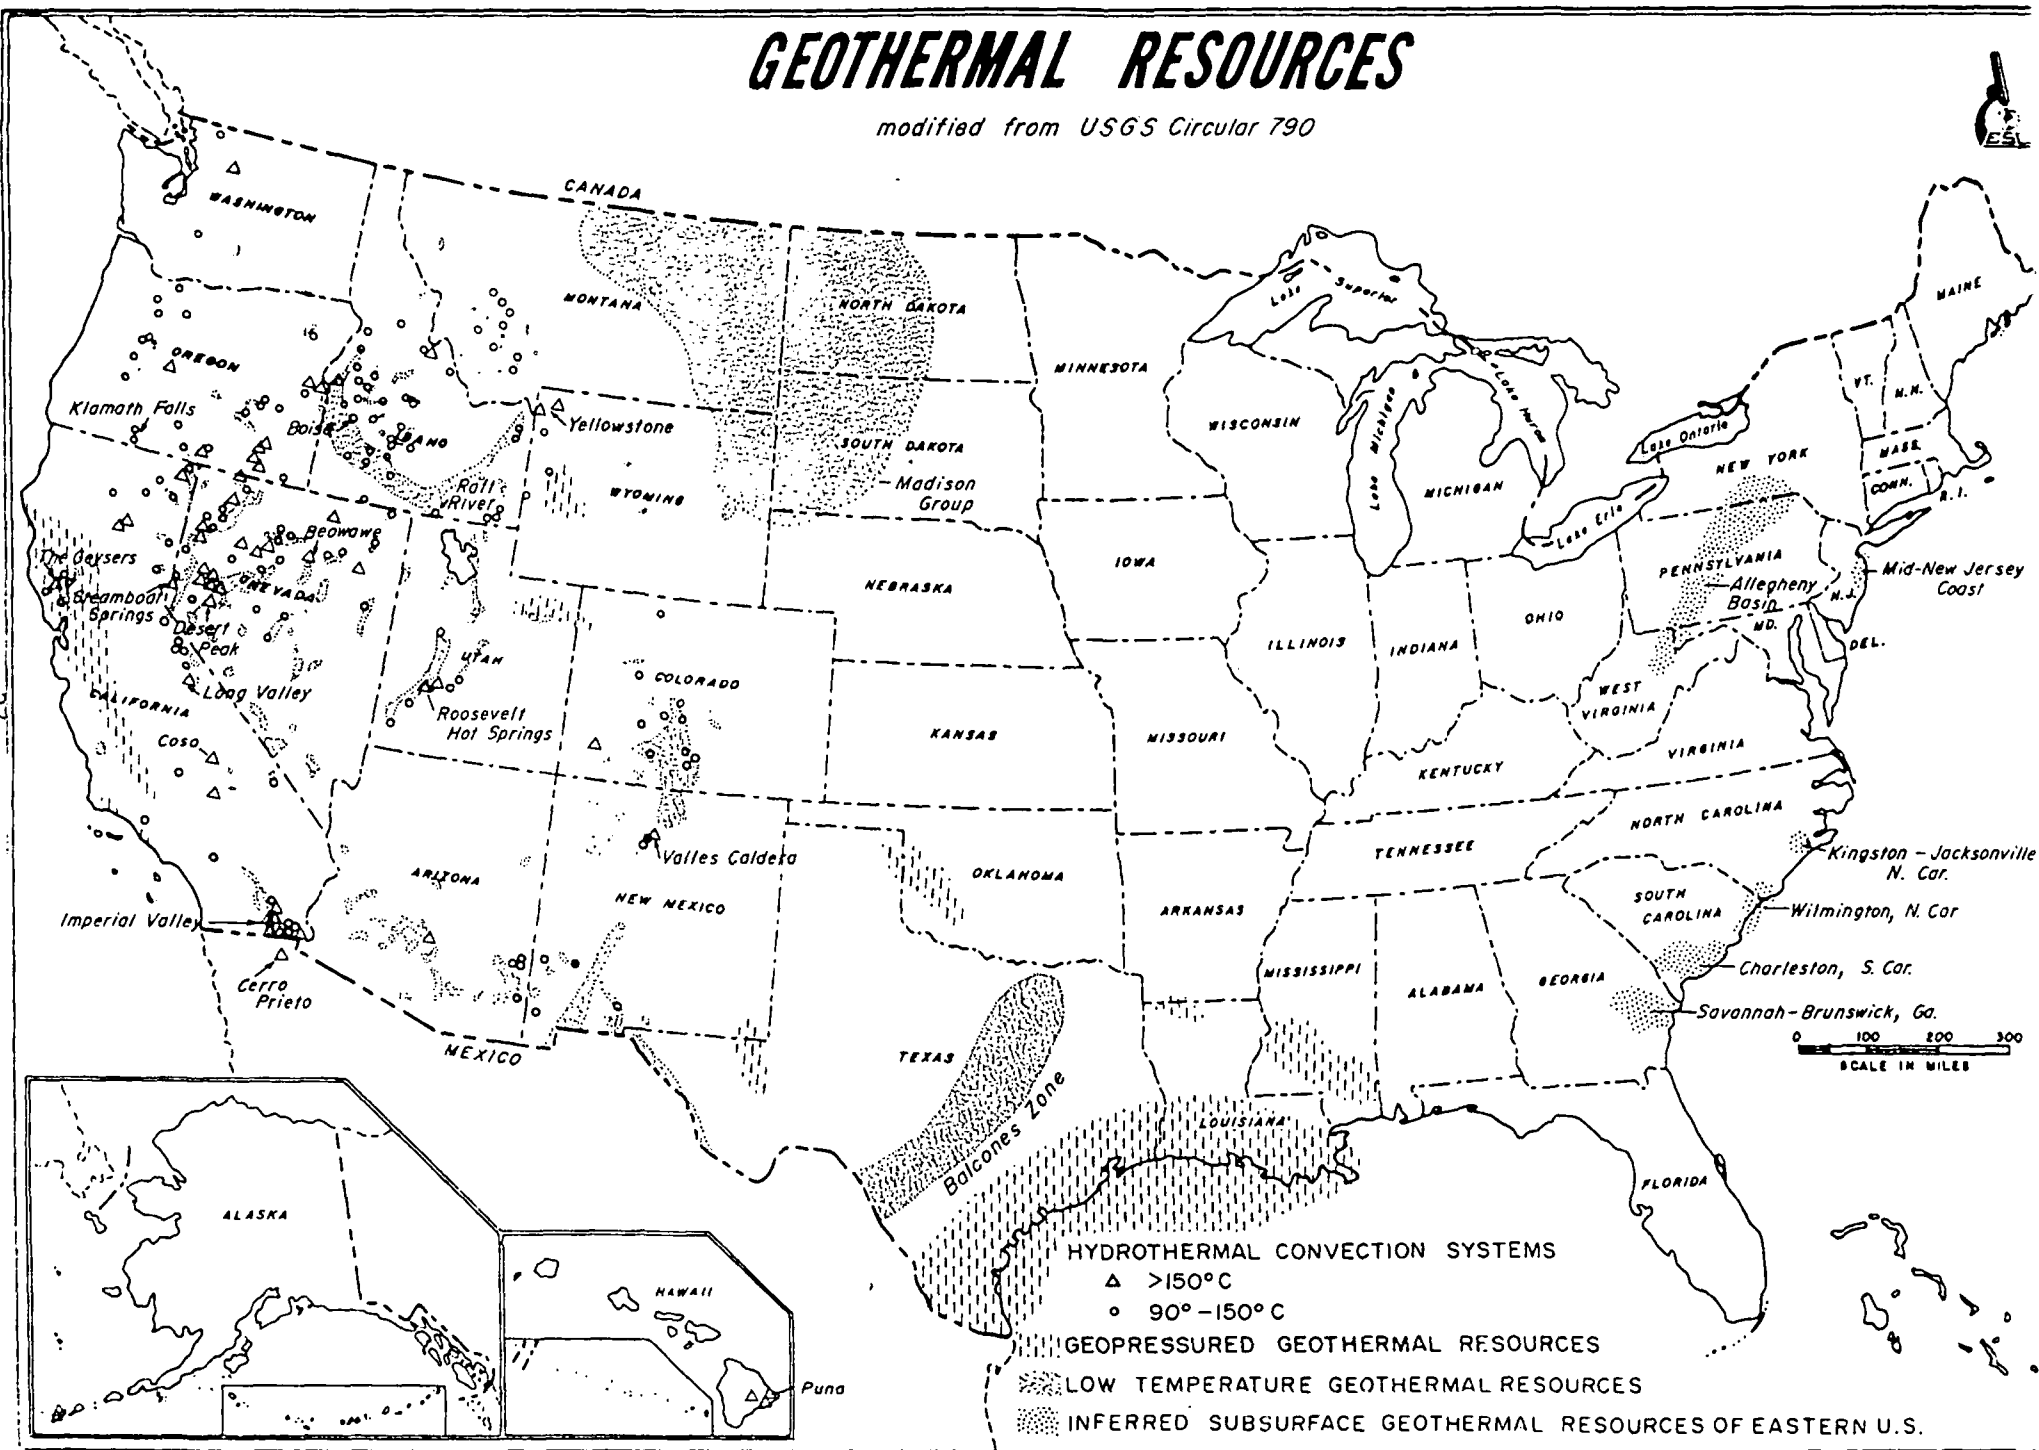 GEOTHERMAL RESOURCES
modified from USGS Circular 790
ESL
CANADA
WASHINGTON
MONTANA
NORTH DAKOTA
MINNESOTA
Lake Superior
MAINE
OREGON
Klamath Falls
Boise
IDAHO
Yellowstone
SOUTH DAKOTA
Madison
Group
WISCONSIN
Lake Michigan
Lake Huron
MICHIGAN
Lake Ontario
Lake Erie
VT.
N.H.
MASS.
CONN.
R.I.
NEW YORK
Raft
River
WYOMING
Beowawe
The Geysers
Steamboat
Springs
NEVADA
Desert
Peak
Long Valley
CALIFORNIA
Coso
UTAH
Roosevelt
Hot Springs
COLORADO
NEBRASKA
IOWA
KANSAS
MISSOURI
ILLINOIS
INDIANA
OHIO
PENNSYLVANIA
Allegheny
Basin
N.J.
Mid-New Jersey
Coast
MD.
DEL.
WEST
VIRGINIA
VIRGINIA
KENTUCKY
TENNESSEE
NORTH CAROLINA
Kingston - Jacksonville
N. Car.
SOUTH
CAROLINA
Wilmington, N. Car
Charleston, S. Car.
Savannah-Brunswick, Ga.
Imperial Valley
Cerro
Prieto
ARIZONA
Valles Caldera
NEW MEXICO
OKLAHOMA
ARKANSAS
MISSISSIPPI
ALABAMA
GEORGIA
MEXICO
TEXAS
Balcones Zone
LOUISIANA
FLORIDA
0 100 200 300
SCALE IN MILES
ALASKA
HAWAII
Puna
HYDROTHERMAL CONVECTION SYSTEMS
>150°C
90°-150°C
GEOPRESSURED GEOTHERMAL RESOURCES
LOW TEMPERATURE GEOTHERMAL RESOURCES
INFERRED SUBSURFACE GEOTHERMAL RESOURCES OF EASTERN U.S.